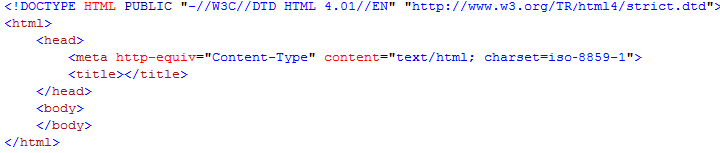 <!DOCTYPE HTML PUBLIC "-//W3C//DTD HTML 4.01//EN" "http://www.w3.org/TR/html4/strict.dtd">
<html>
    <head>
        <meta http-equiv="Content-Type" content="text/html; charset=iso-8859-1">
        <title></title>
    </head>
    <body>
    </body>
</html>